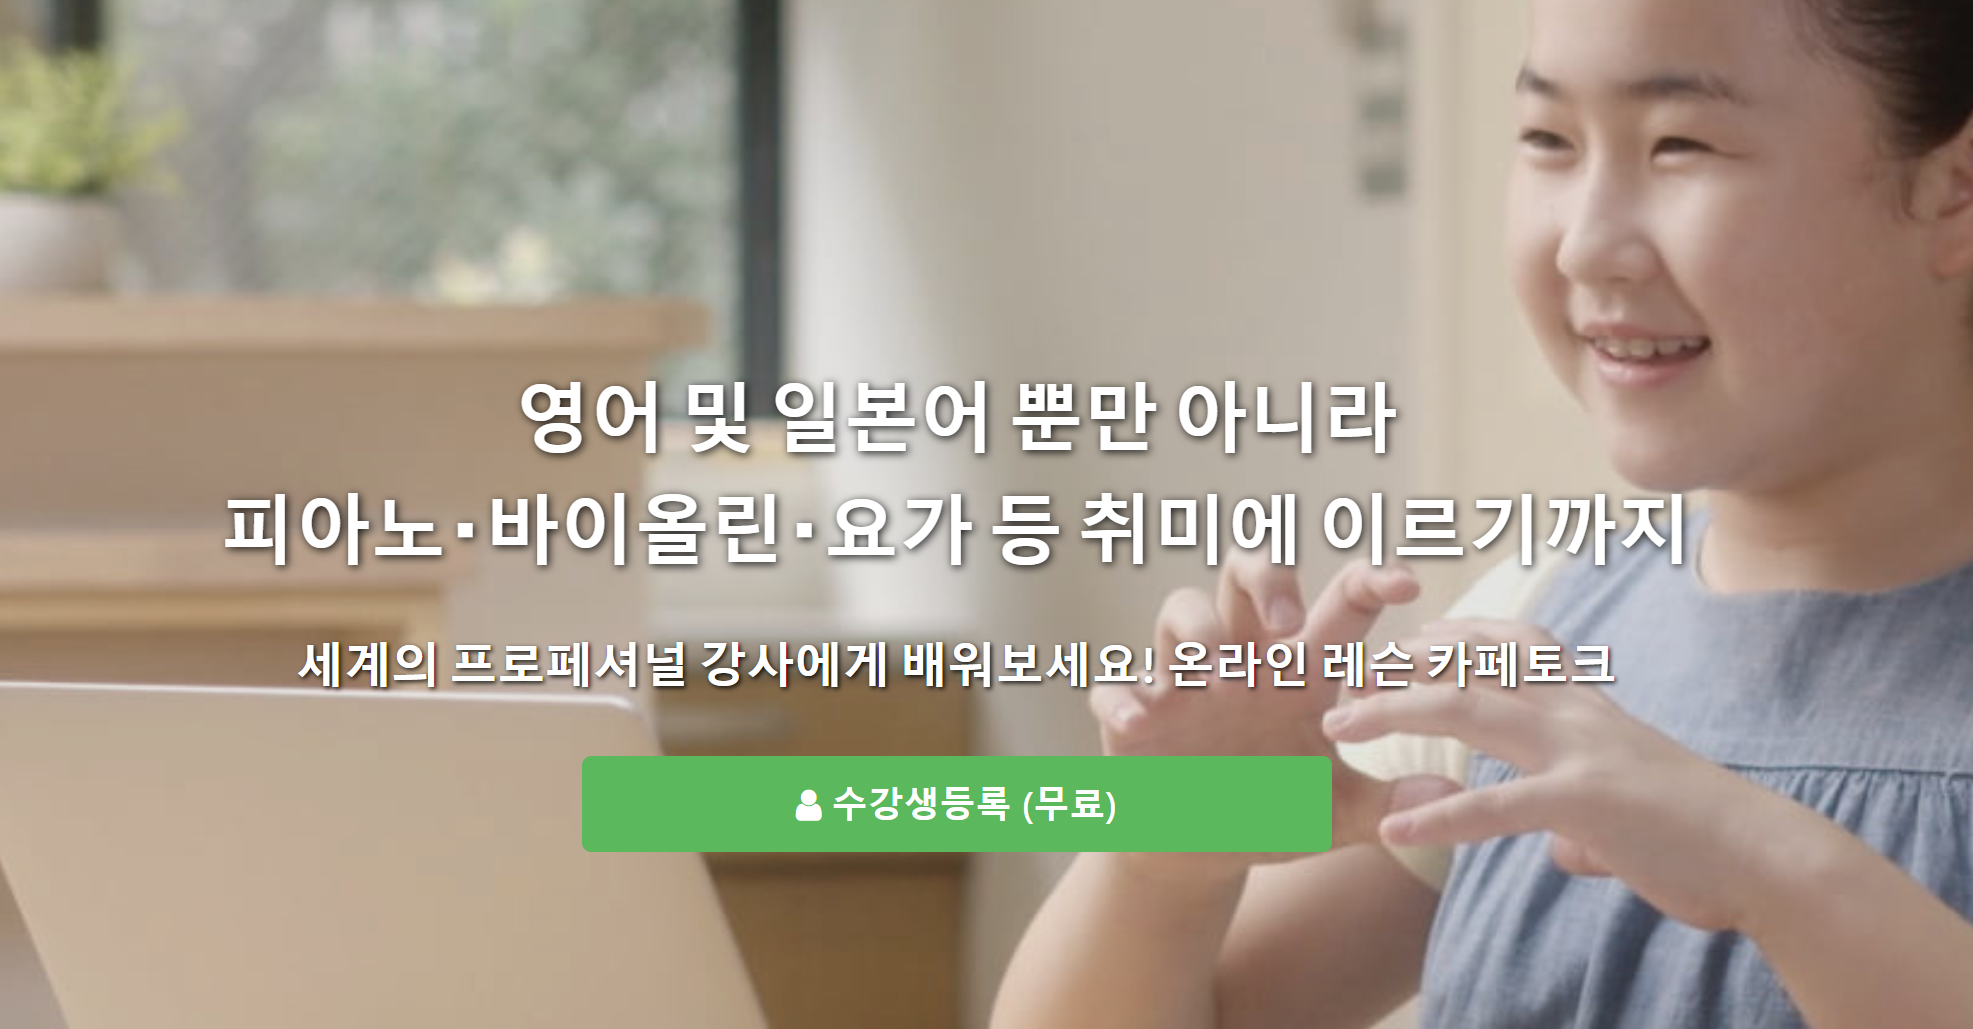 영어 및 일본어 뿐만 아니라
피아노·바이올린·요가 등 취미에 이르기까지
세계의 프로페셔널 강사에게 배워보세요! 온라인 레슨 카페토크
수강생등록 (무료)